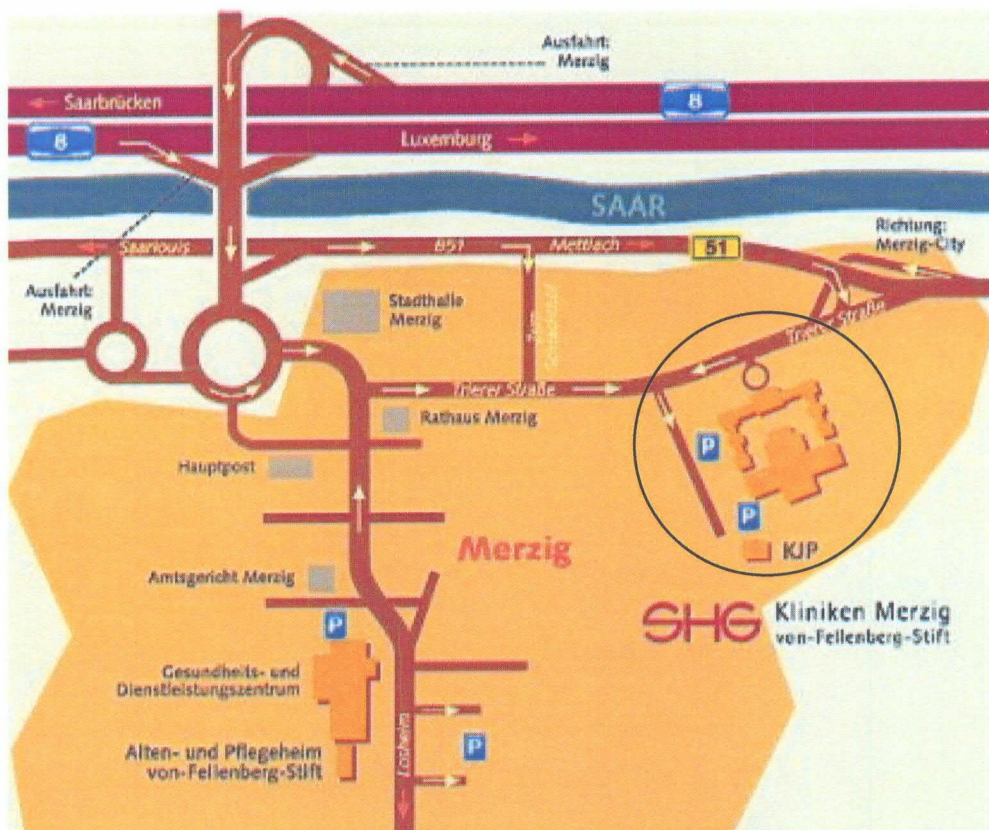 Ausfahrt:
Merzig
Saarbrücken
8
8
Luxemburg
SAAR
Richtung:
Merzig-City
Saarlouis
B51
Mettlach
51
Ausfahrt:
Merzig
Stadthalle
Merzig
Zum
Trierer Straße
Trierer Straße
Rathaus Merzig
Hauptpost
P
P
KJP
Merzig
Amtsgericht Merzig
P
SHG Kliniken Merzig
von-Fellenberg-Stift
Gesundheits- und
Dienstleistungszentrum
P
Alten- und Pflegeheim
von-Fellenberg-Stift
Losheim